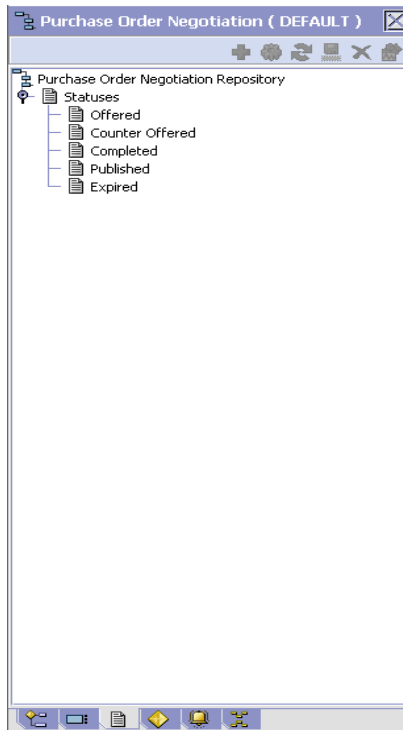 Purchase Order Negotiation ( DEFAULT )
Purchase Order Negotiation Repository
Statuses
Offered
Counter Offered
Completed
Published
Expired